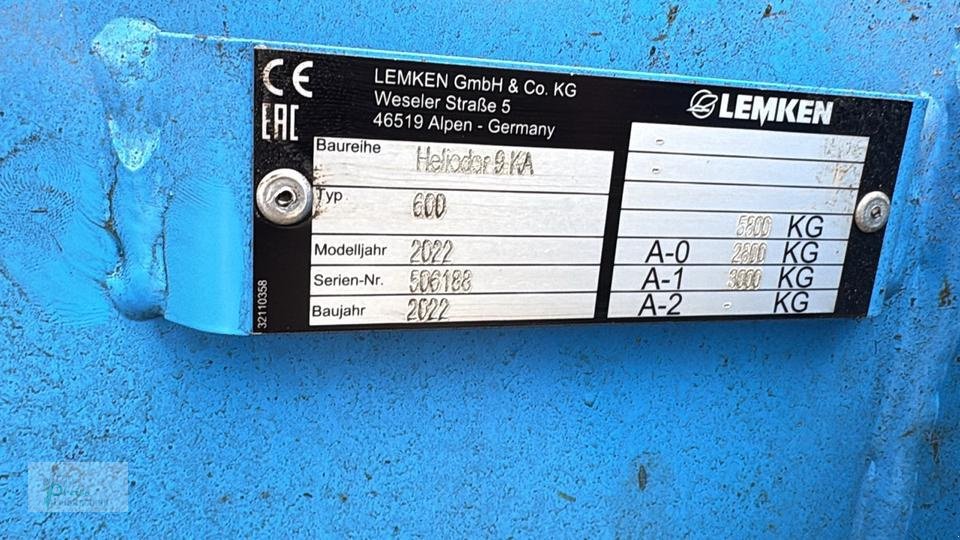 CE
EAC
LEMKEN GmbH & Co. KG
Weseler Straße 5
46519 Alpen - Germany
LEMKEN
Baureihe Heliodor 9 KA
Typ 600
Modelljahr 2022
Serien-Nr. 506188
Baujahr 2022
32110358
-
-
5800 KG
A-0 2800 KG
A-1 3000 KG
A-2 - KG